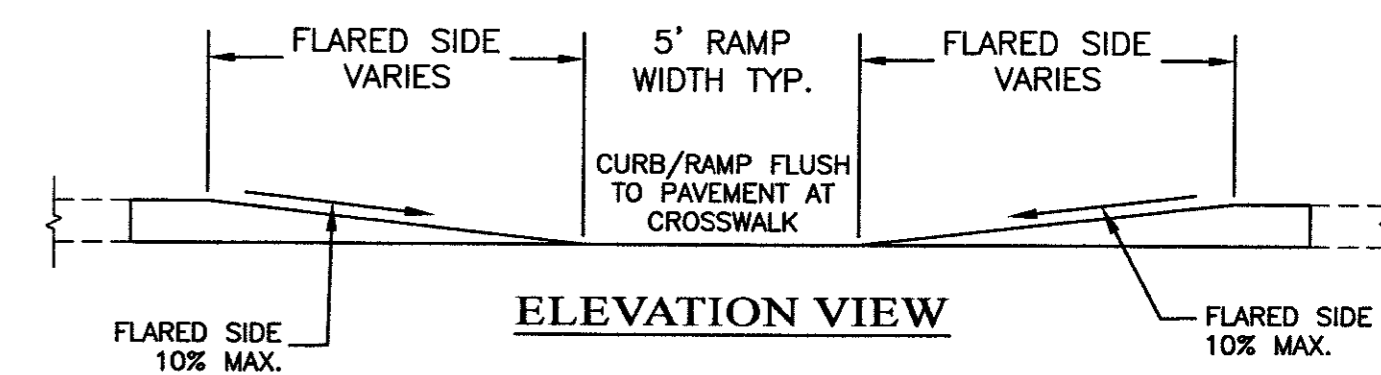 FLARED SIDE
VARIES
5' RAMP
WIDTH TYP.
FLARED SIDE
VARIES
CURB/RAMP FLUSH
TO PAVEMENT AT
CROSSWALK
FLARED SIDE
10% MAX.
ELEVATION VIEW
FLARED SIDE
10% MAX.